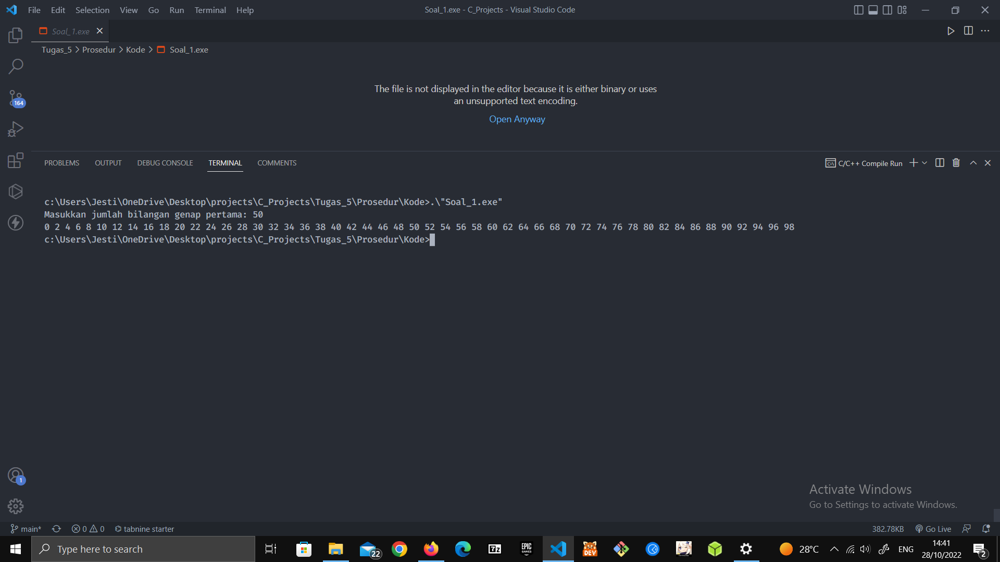 File Edit Selection View Go Run Terminal Help
Soal_1.exe - C_Projects - Visual Studio Code
Soal_1.exe
Tugas_5 > Prosedur > Kode > Soal_1.exe
The file is not displayed in the editor because it is either binary or uses
an unsupported text encoding.
Open Anyway
164
PROBLEMS OUTPUT DEBUG CONSOLE TERMINAL COMMENTS
C/C++ Compile Run
c:\Users\Jesti\OneDrive\Desktop\projects\C_Projects\Tugas_5\Prosedur\Kode>.\"Soal_1.exe"
Masukkan jumlah bilangan genap pertama: 50
0 2 4 6 8 10 12 14 16 18 20 22 24 26 28 30 32 34 36 38 40 42 44 46 48 50 52 54 56 58 60 62 64 66 68 70 72 74 76 78 80 82 84 86 88 90 92 94 96 98
c:\Users\Jesti\OneDrive\Desktop\projects\C_Projects\Tugas_5\Prosedur\Kode>
1
Activate Windows
Go to Settings to activate Windows.
main* 0 0 tabnine starter
382.78KB Go Live
Type here to search
22
7z
EPIC
GAMES
DEV
28°C
ENG
14:41
28/10/2022
2